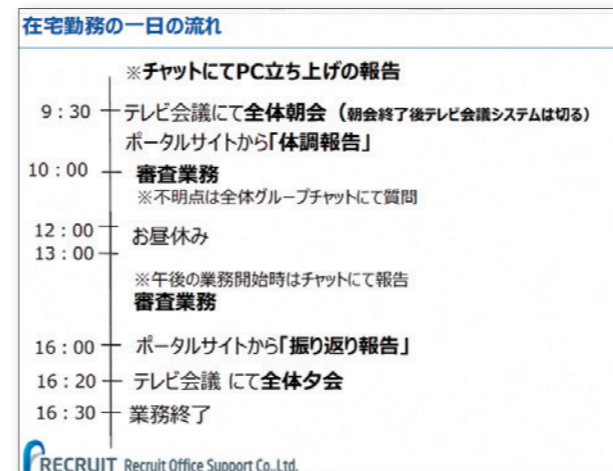 在宅勤務の一日の流れ
※チャットにてPC立ち上げの報告
9：30 テレビ会議にて全体朝会（朝会終了後テレビ会議システムは切る）
ポータルサイトから「体調報告」
10：00 審査業務
※不明点は全体グループチャットにて質問
12：00 お昼休み
13：00
※午後の業務開始時はチャットにて報告
審査業務
16：00 ポータルサイトから「振り返り報告」
16：20 テレビ会議 にて全体夕会
16：30 業務終了
RECRUIT Recruit Office Support Co.,Ltd.